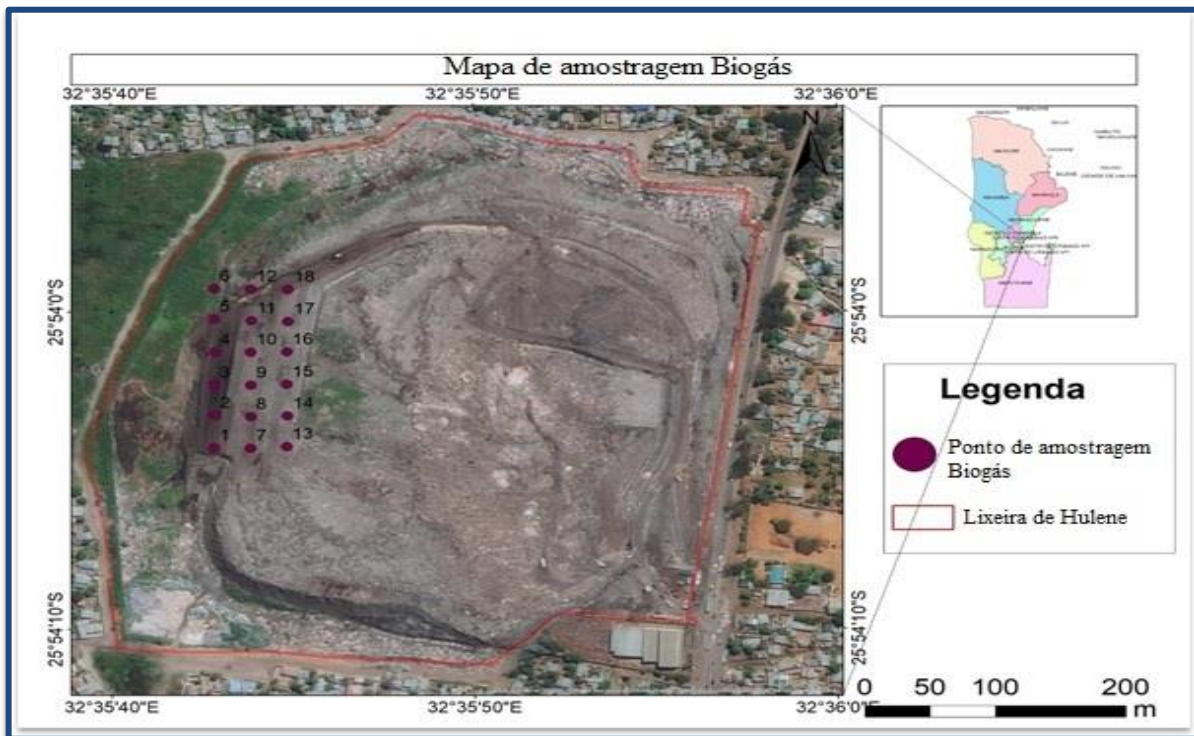 Mapa de amostragem Biogás
32°35'40"E
32°35'50"E
32°36'0"E
N
25°54'0"S
25°54'0"S
6 12 18
5 11 17
4 10 16
3 9 15
2 8 14
1 7 13
25°54'10"S
25°54'10"S
32°35'40"E
32°35'50"E
32°36'0"E
Legenda
Ponto de amostragem
Biogás
Lixeira de Hulene
0 50 100 200
m